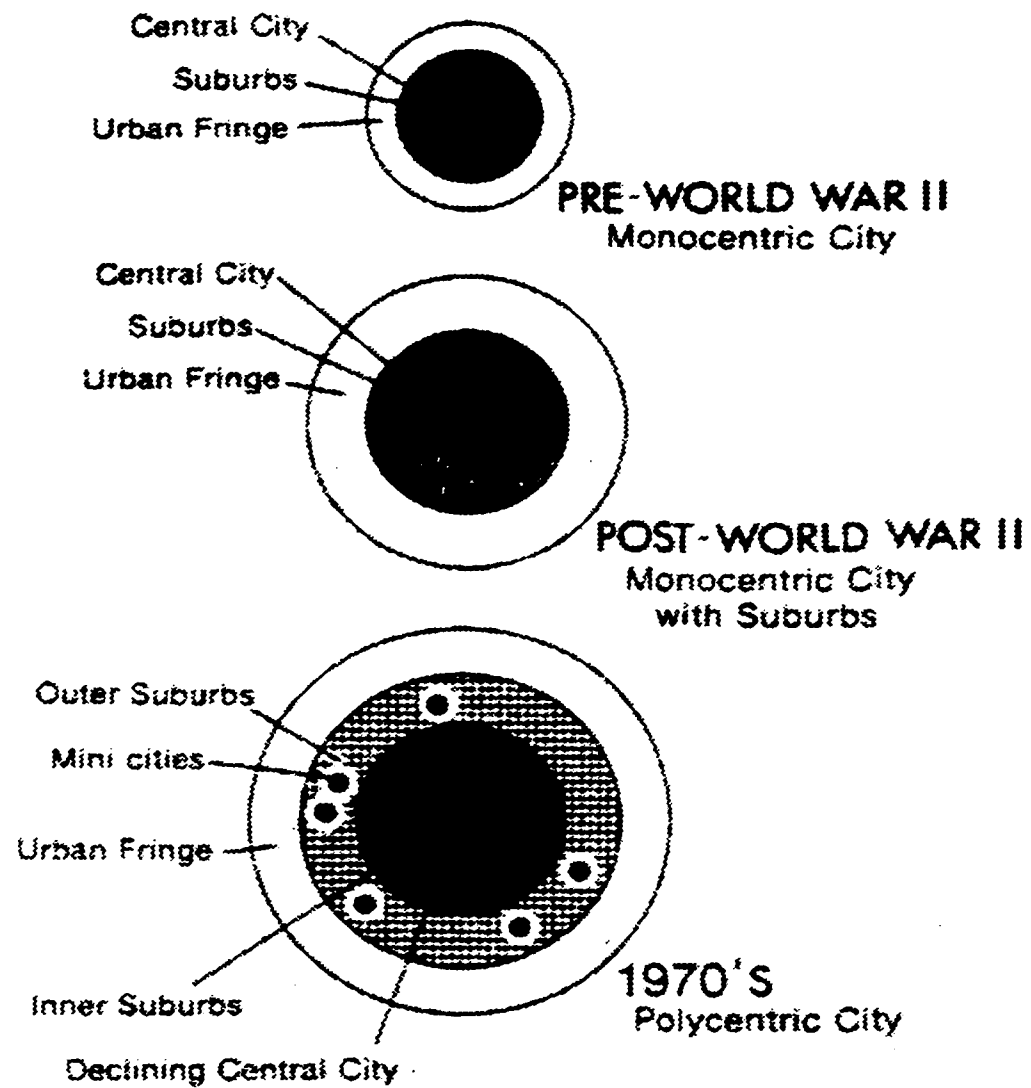 Central City
Suburbs
Urban Fringe
PRE-WORLD WAR II
Monocentric City
Central City
Suburbs
Urban Fringe
POST-WORLD WAR II
Monocentric City
with Suburbs
Outer Suburbs
Mini cities
Urban Fringe
Inner Suburbs
Declining Central City
1970's
Polycentric City